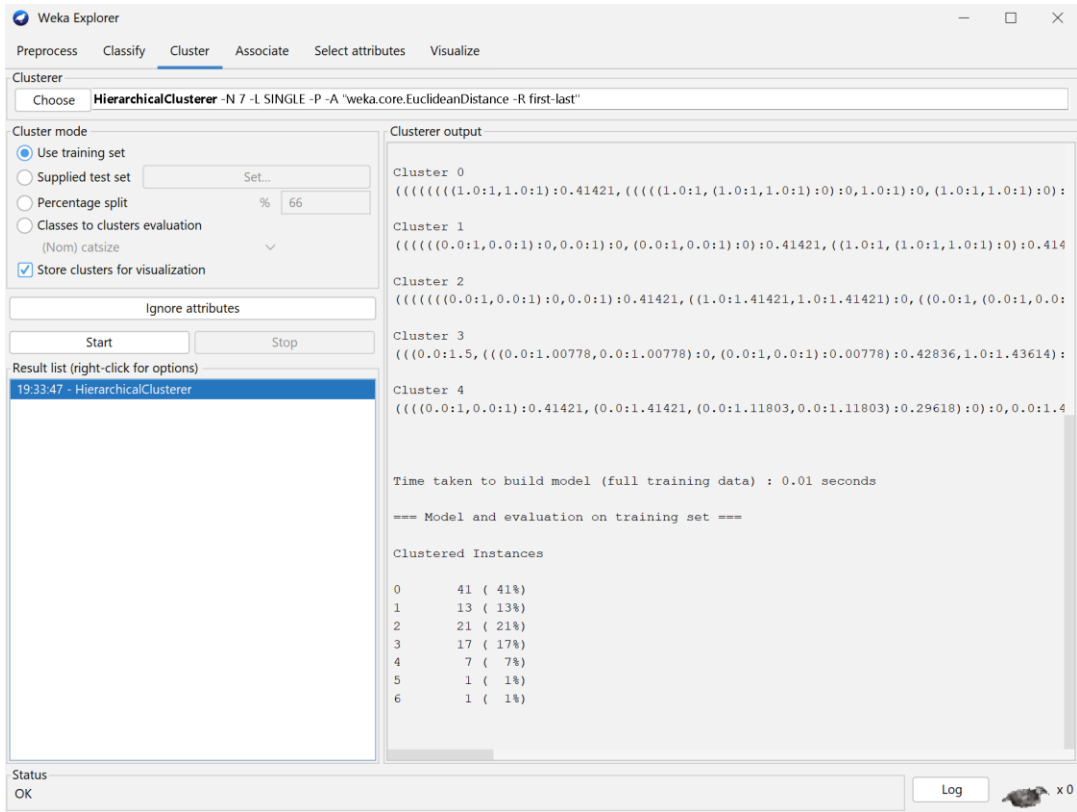 Weka Explorer
Preprocess Classify Cluster Associate Select attributes Visualize
Clusterer
Choose HierarchicalClusterer -N 7 -L SINGLE -P -A "weka.core.EuclideanDistance -R first-last"
Cluster mode
Use training set
Supplied test set Set...
Percentage split % 66
Classes to clusters evaluation
(Nom) catsize
Store clusters for visualization
Ignore attributes
Start Stop
Result list (right-click for options)
19:33:47 - HierarchicalClusterer
Clusterer output
Cluster 0
((((((((1.0:1,1.0:1):0.41421,(((((1.0:1,(1.0:1,1.0:1):0):0,1.0:1):0,(1.0:1,1.0:1):0):
Cluster 1
((((((0.0:1,0.0:1):0,0.0:1):0,(0.0:1,0.0:1):0):0.41421,((1.0:1,(1.0:1,1.0:1):0):0.414
Cluster 2
(((((((0.0:1,0.0:1):0,0.0:1):0.41421,((1.0:1.41421,1.0:1.41421):0,((0.0:1,(0.0:1,0.0:
Cluster 3
(((0.0:1.5,(((0.0:1.00778,0.0:1.00778):0,(0.0:1,0.0:1):0.00778):0.42836,1.0:1.43614):
Cluster 4
((((0.0:1,0.0:1):0.41421,(0.0:1.41421,(0.0:1.11803,0.0:1.11803):0.29618):0):0,0.0:1.4
Time taken to build model (full training data) : 0.01 seconds
=== Model and evaluation on training set ===
Clustered Instances
0 41 ( 41%)
1 13 ( 13%)
2 21 ( 21%)
3 17 ( 17%)
4 7 ( 7%)
5 1 ( 1%)
6 1 ( 1%)
Status
OK
Log x 0